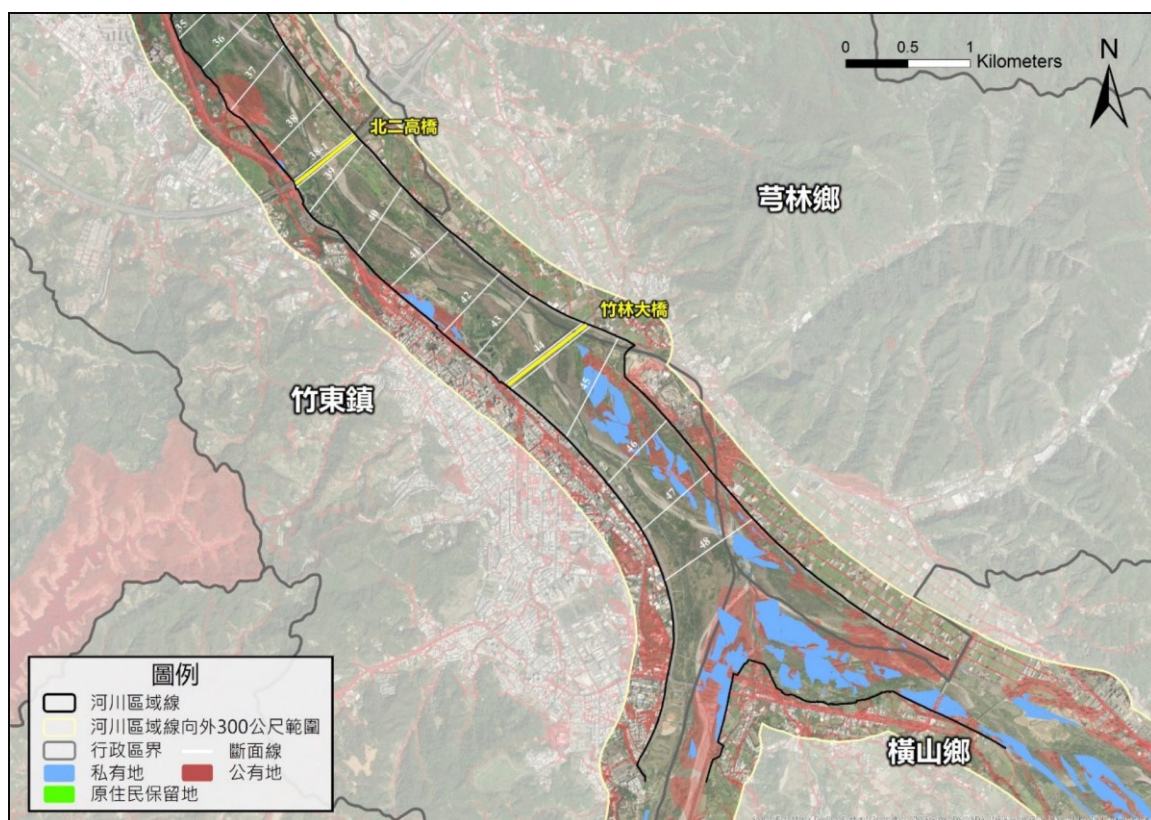 0 0.5 1
Kilometers
N
35
36
37
38
北二高橋
39
40
41
42
43
44
竹林大橋
45
46
47
48
芎林鄉
竹東鎮
橫山鄉
圖例
河川區域線
河川區域線向外300公尺範圍
行政區界 斷面線
私有地 公有地
原住民保留地